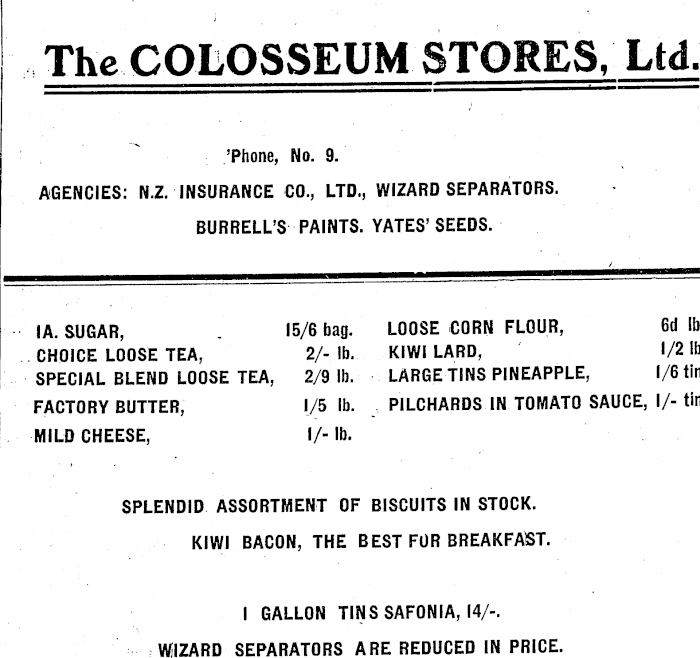 The COLOSSEUM STORES, Ltd.
'Phone, No. 9.
AGENCIES: N.Z. INSURANCE CO., LTD., WIZARD SEPARATORS.
BURRELL'S PAINTS. YATES' SEEDS.
1A. SUGAR, 15/6 bag.
CHOICE LOOSE TEA, 2/- lb.
SPECIAL BLEND LOOSE TEA, 2/9 lb.
FACTORY BUTTER, 1/5 lb.
MILD CHEESE, 1/- lb.
LOOSE CORN FLOUR, 6d lb
KIWI LARD, 1/2 lb
LARGE TINS PINEAPPLE, 1/6 tin
PILCHARDS IN TOMATO SAUCE, 1/- tin
SPLENDID ASSORTMENT OF BISCUITS IN STOCK.
KIWI BACON, THE BEST FOR BREAKFAST.
1 GALLON TINS SAFONIA, 14/-.
WIZARD SEPARATORS ARE REDUCED IN PRICE.